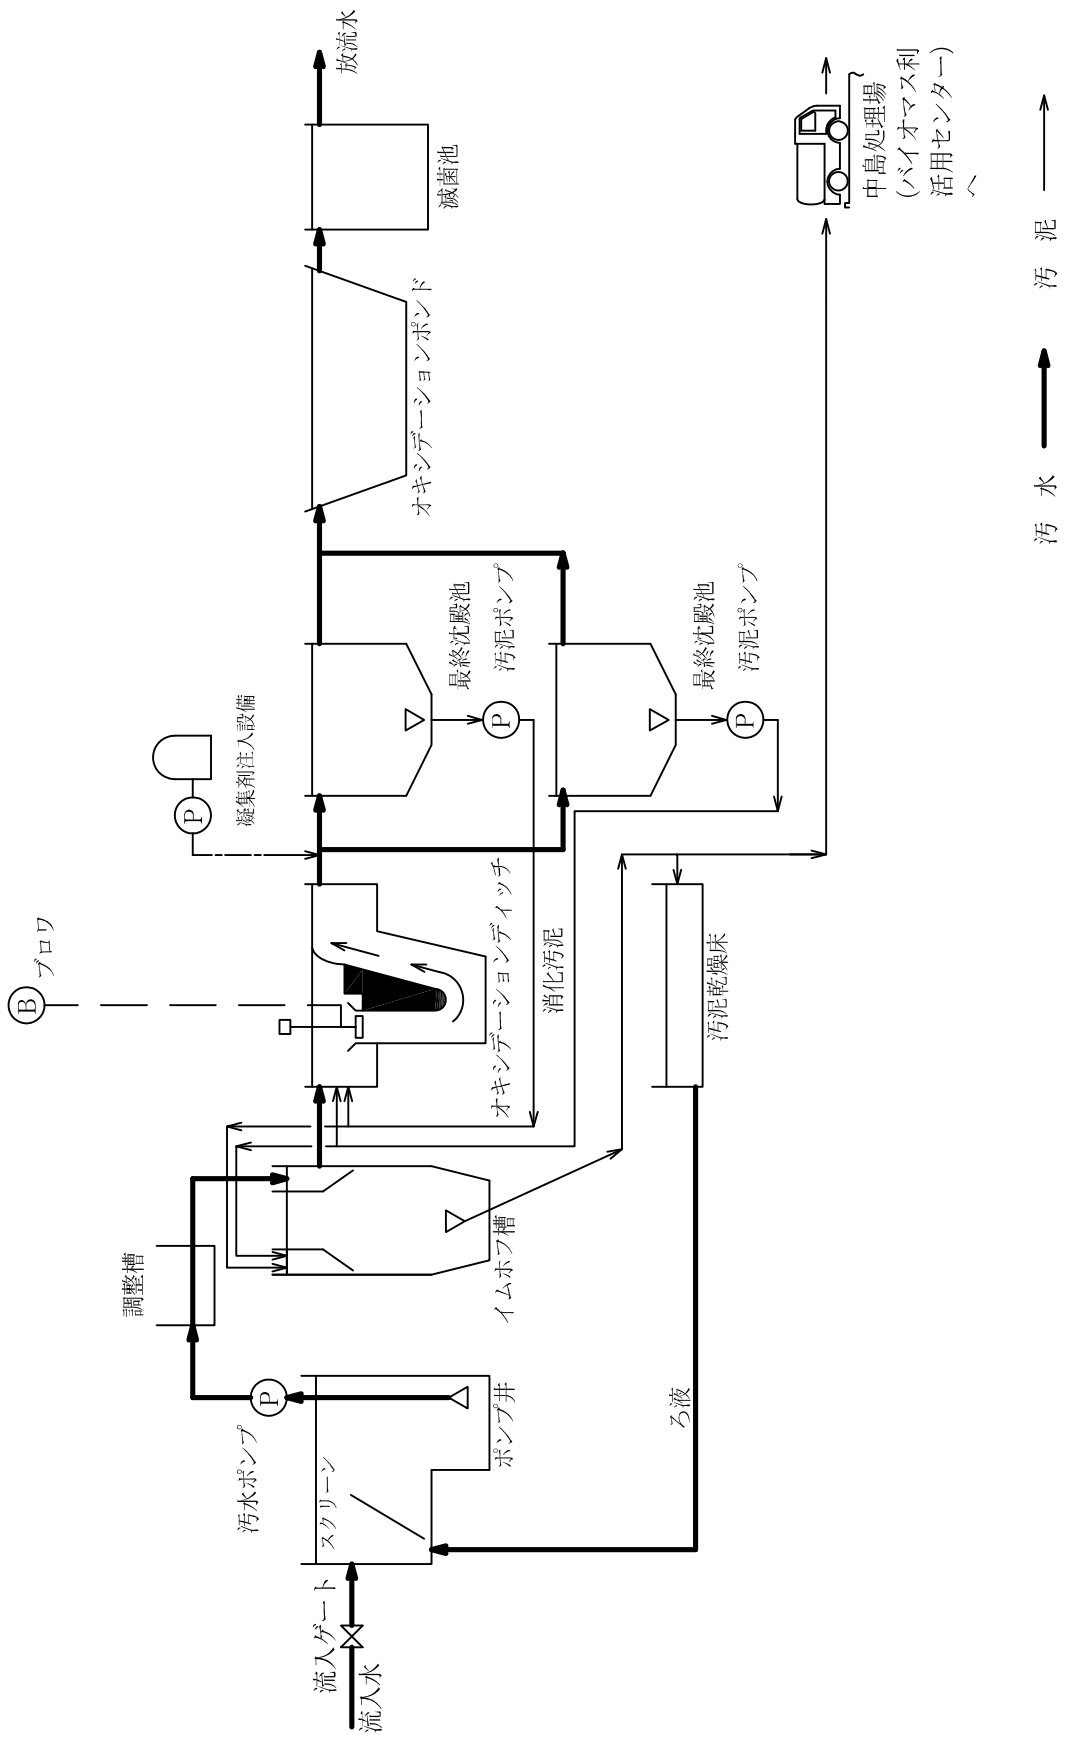 流入水
流入ゲート
スクリーン
ポンプ井
汚水ポンプ
P
調整槽
イムホフ槽
B
ブロワ
オキシデーションディッチ
P
凝集剤注入設備
最終沈殿池
汚泥ポンプ
P
最終沈殿池
汚泥ポンプ
P
オキシデーションポンド
滅菌池
放流水
消化汚泥
汚泥乾燥床
ろ液
中島処理場
(バイオマス利
活用センター)
へ
汚 水
汚 泥